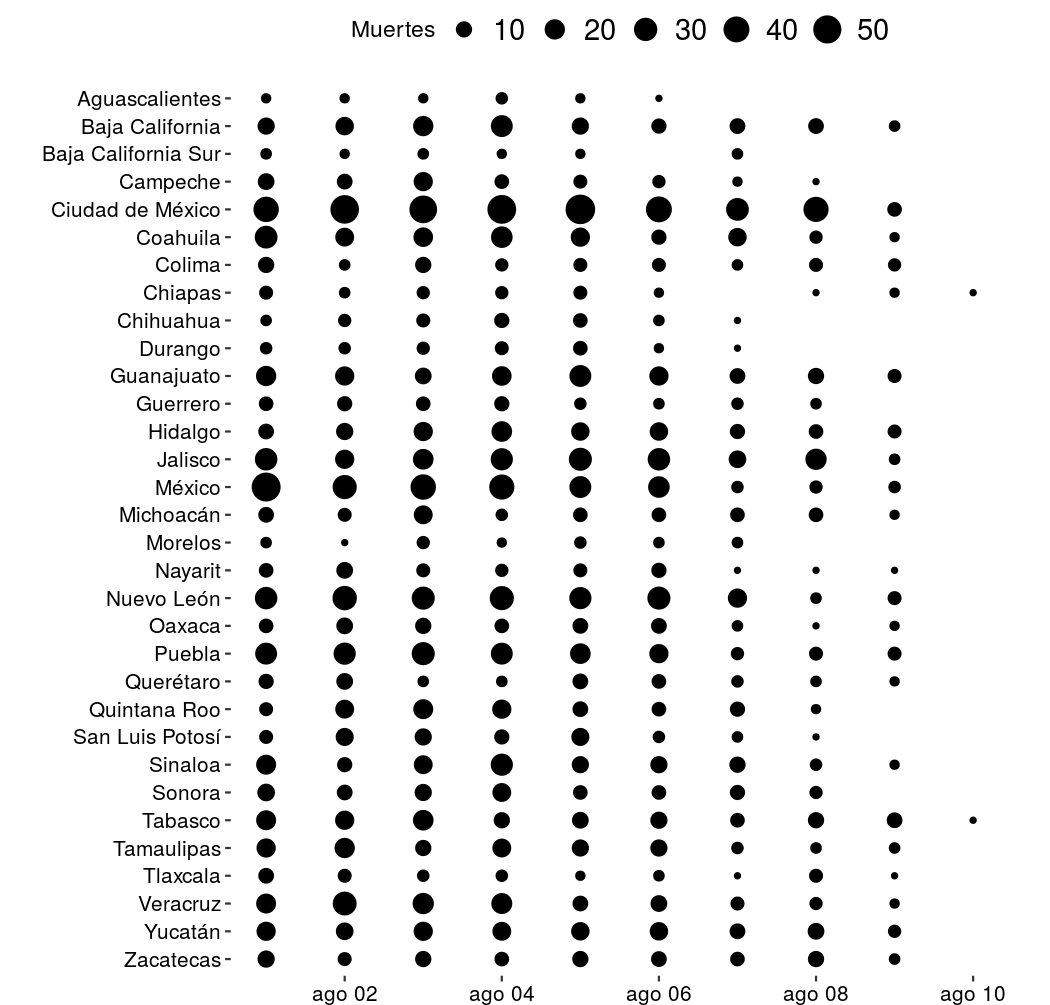 Muertes 10 20 30 40 50
Aguascalientes
Baja California
Baja California Sur
Campeche
Ciudad de México
Coahuila
Colima
Chiapas
Chihuahua
Durango
Guanajuato
Guerrero
Hidalgo
Jalisco
México
Michoacán
Morelos
Nayarit
Nuevo León
Oaxaca
Puebla
Querétaro
Quintana Roo
San Luis Potosí
Sinaloa
Sonora
Tabasco
Tamaulipas
Tlaxcala
Veracruz
Yucatán
Zacatecas
ago 02 ago 04 ago 06 ago 08 ago 10